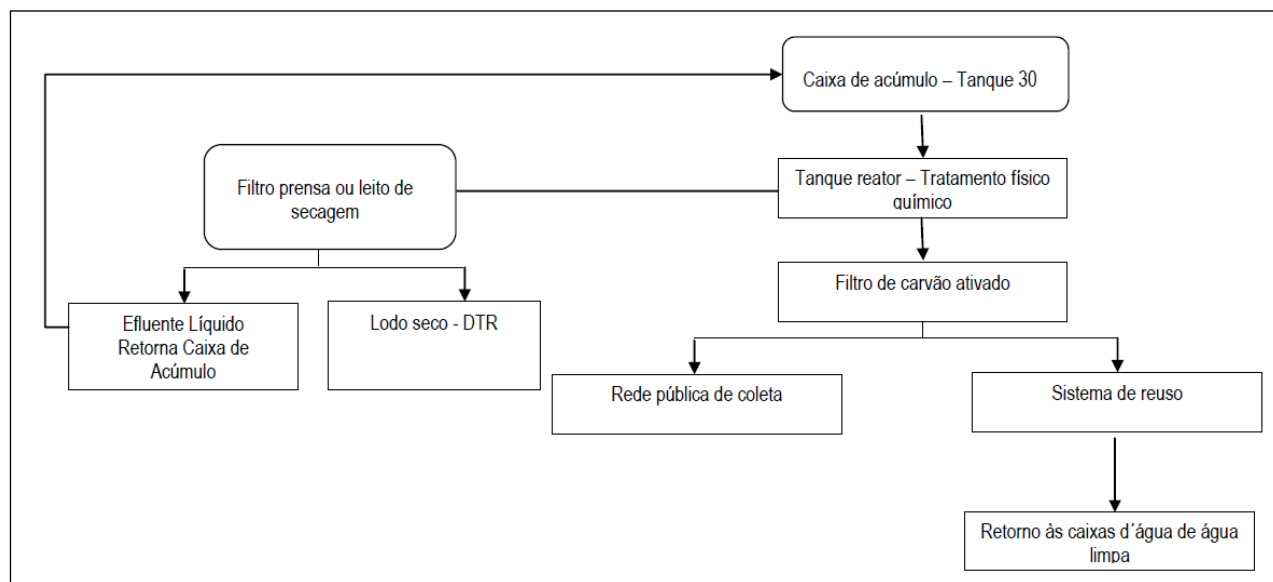 Caixa de acúmulo – Tanque 30
Filtro prensa ou leito de
secagem
Tanque reator – Tratamento físico
químico
Filtro de carvão ativado
Efluente Líquido
Retorna Caixa de
Acúmulo
Lodo seco - DTR
Rede pública de coleta
Sistema de reuso
Retorno às caixas d´água de água
limpa